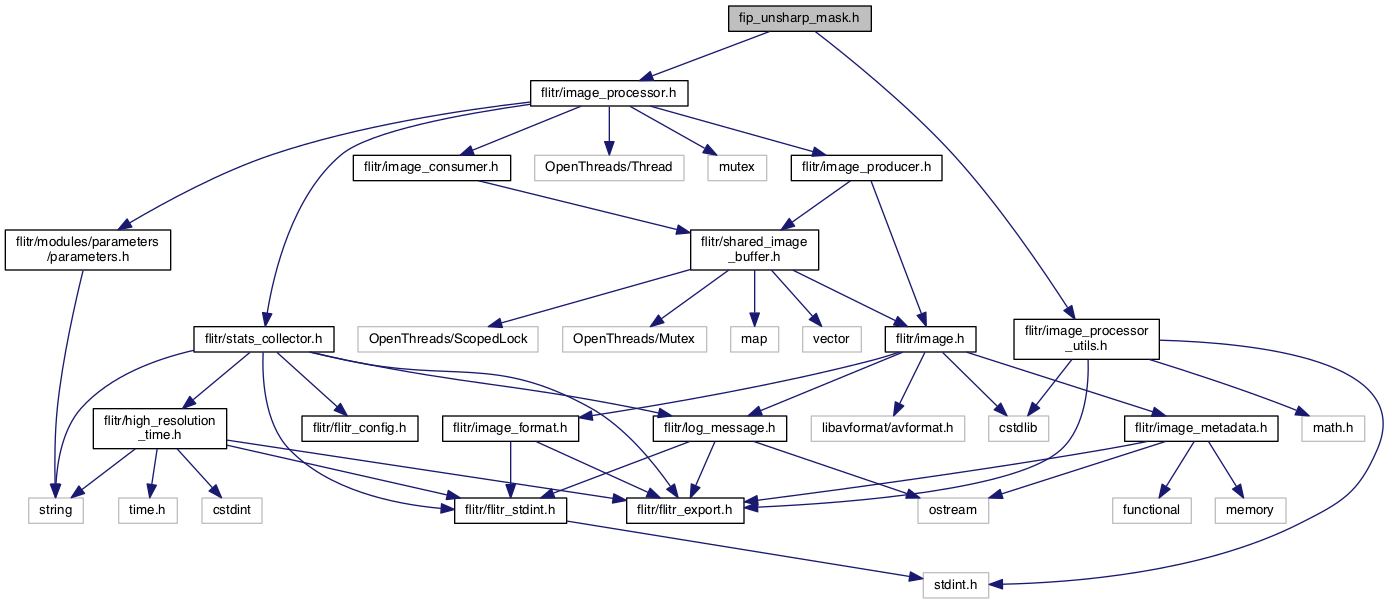 fip_unsharp_mask.h
flitr/image_processor.h
flitr/image_consumer.h
OpenThreads/Thread
mutex
flitr/image_producer.h
flitr/modules/parameters
/parameters.h
flitr/shared_image
_buffer.h
flitr/stats_collector.h
OpenThreads/ScopedLock
OpenThreads/Mutex
map
vector
flitr/image.h
flitr/image_processor
_utils.h
flitr/high_resolution
_time.h
flitr/flitr_config.h
flitr/image_format.h
flitr/log_message.h
libavformat/avformat.h
cstdlib
flitr/image_metadata.h
math.h
string
time.h
cstdint
flitr/flitr_stdint.h
flitr/flitr_export.h
ostream
functional
memory
stdint.h